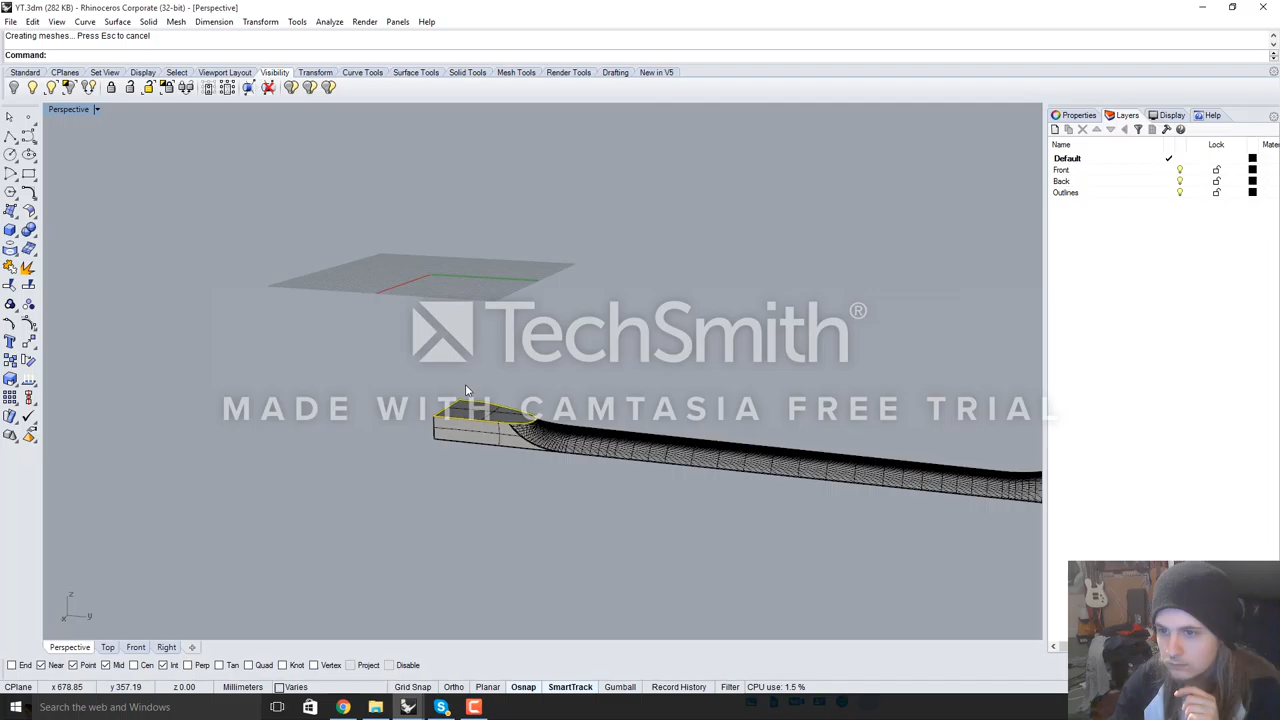 YT.3dm (282 KB) - Rhinoceros Corporate (32-bit) - [Perspective]
File Edit View Curve Surface Solid Mesh Dimension Transform Tools Analyze Render Panels Help
Creating meshes... Press Esc to cancel
Command:
Standard CPlanes Set View Display Select Viewport Layout Visibility Transform Curve Tools Surface Tools Solid Tools Mesh Tools Render Tools Drafting New in V5
Perspective
Properties Layers Display Help
Name Lock Mate
Default
Front
Back
Outlines
TechSmith®
MADE WITH CAMTASIA FREE TRIAL
z
x y
Perspective Top Front Right
End Near Point Mid Cen Int Perp Tan Quad Knot Vertex Project Disable
CPlane x 678.85 y 357.19 z 0.00 Millimeters Varies Grid Snap Ortho Planar Osnap SmartTrack Gumball Record History Filter CPU use: 1.5 %
Search the web and Windows